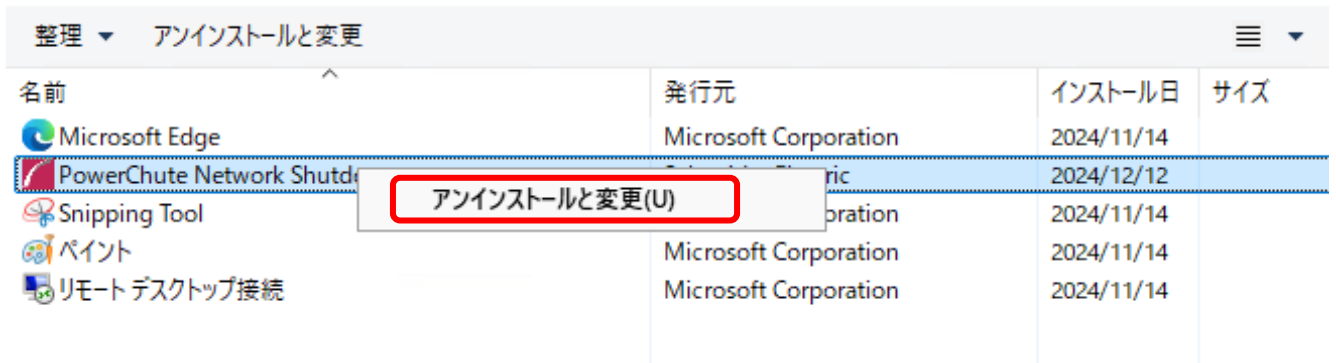 整理 アンインストールと変更
名前 発行元 インストール日 サイズ
Microsoft Edge Microsoft Corporation 2024/11/14
PowerChute Network 2024/12/12
アンインストールと変更(U)
Snipping Tool 2024/11/14
ペイント Microsoft Corporation 2024/11/14
リモート デスクトップ接続 Microsoft Corporation 2024/11/14